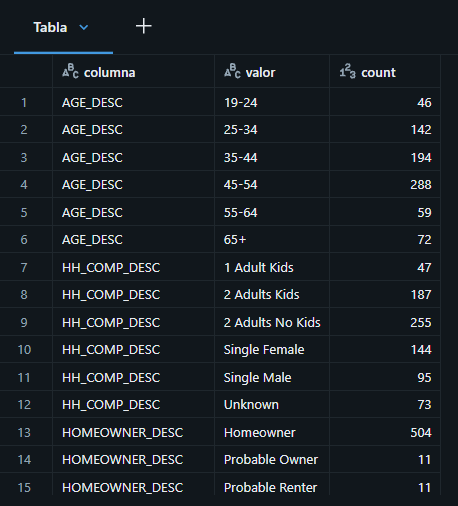 Tabla
columna valor count
1 AGE_DESC 19-24 46
2 AGE_DESC 25-34 142
3 AGE_DESC 35-44 194
4 AGE_DESC 45-54 288
5 AGE_DESC 55-64 59
6 AGE_DESC 65+ 72
7 HH_COMP_DESC 1 Adult Kids 47
8 HH_COMP_DESC 2 Adults Kids 187
9 HH_COMP_DESC 2 Adults No Kids 255
10 HH_COMP_DESC Single Female 144
11 HH_COMP_DESC Single Male 95
12 HH_COMP_DESC Unknown 73
13 HOMEOWNER_DESC Homeowner 504
14 HOMEOWNER_DESC Probable Owner 11
15 HOMEOWNER_DESC Probable Renter 11